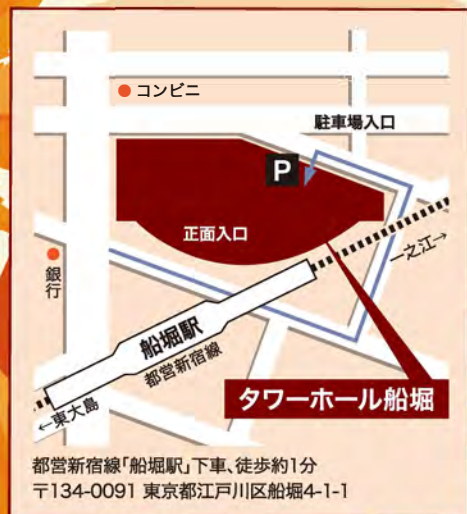 コンビニ
駐車場入口
P
正面入口
一之江→
銀行
船堀駅
都営新宿線
←東大島
タワーホール船堀
都営新宿線「船堀駅」下車、徒歩約1分
〒134-0091 東京都江戸川区船堀4-1-1